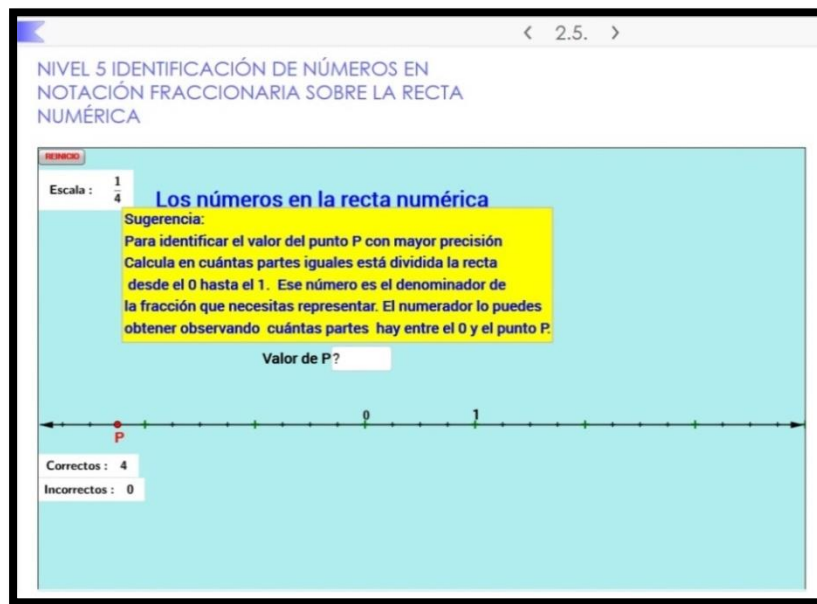 2.5.
NIVEL 5 IDENTIFICACIÓN DE NÚMEROS EN
NOTACIÓN FRACCIONARIA SOBRE LA RECTA
NUMÉRICA
REINICIO
Escala : 1/4
Los números en la recta numérica
Sugerencia:
Para identificar el valor del punto P con mayor precisión
Calcula en cuántas partes iguales está dividida la recta
desde el 0 hasta el 1. Ese número es el denominador de
la fracción que necesitas representar. El numerador lo puedes
obtener observando cuántas partes hay entre el 0 y el punto P.
Valor de P?
0 1
P
Correctos : 4
Incorrectos : 0